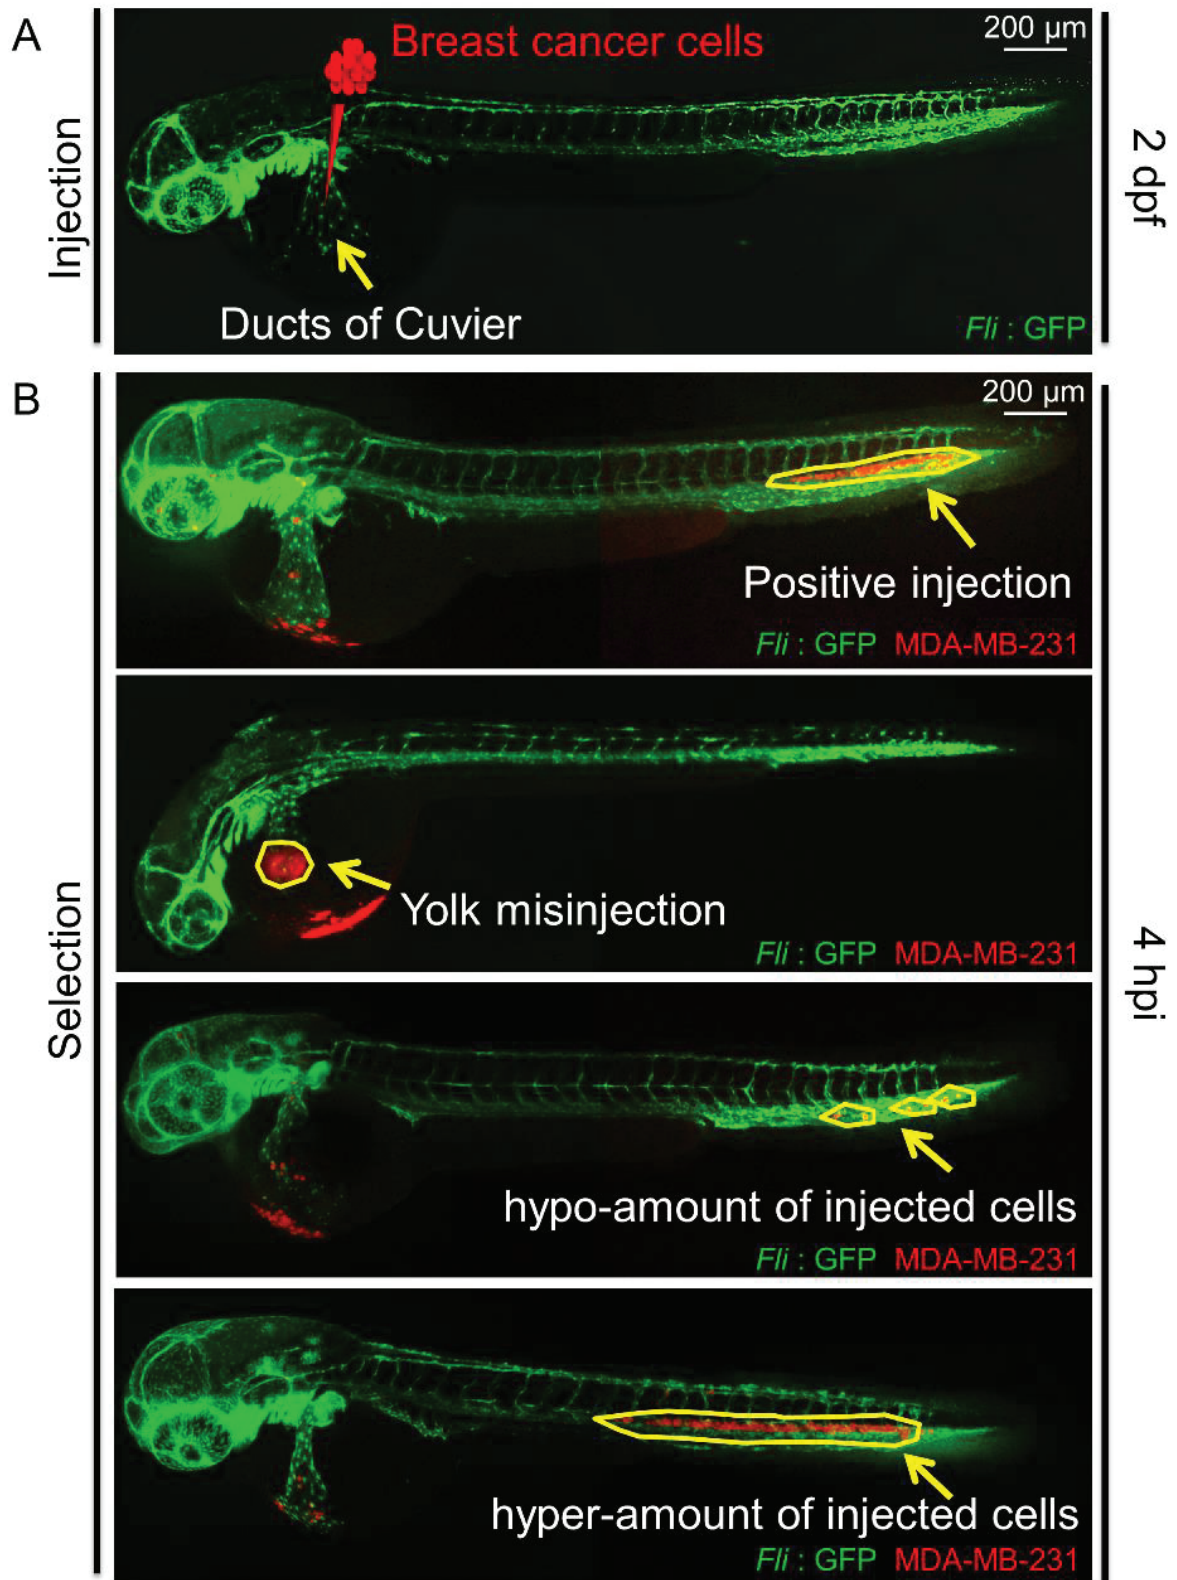 A
Injection
Breast cancer cells
200 µm
Ducts of Cuvier
Fli : GFP
2 dpf
B
Selection
200 µm
Positive injection
Fli : GFP MDA-MB-231
Yolk misinjection
Fli : GFP MDA-MB-231
4 hpi
hypo-amount of injected cells
Fli : GFP MDA-MB-231
hyper-amount of injected cells
Fli : GFP MDA-MB-231